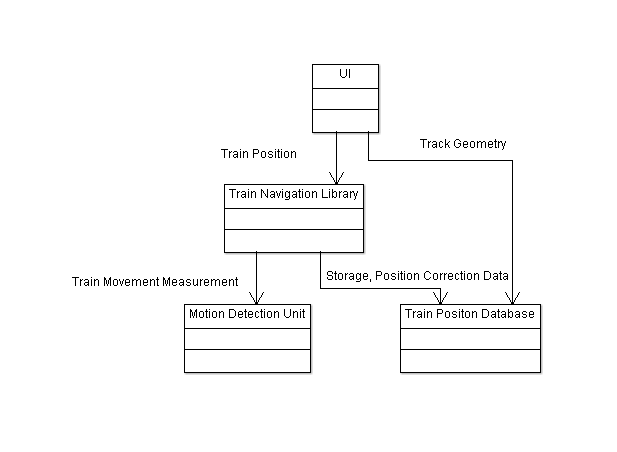 UI
Train Position
Track Geometry
Train Navigation Library
Train Movement Measurement
Storage, Position Correction Data
Motion Detection Unit
Train Positon Database